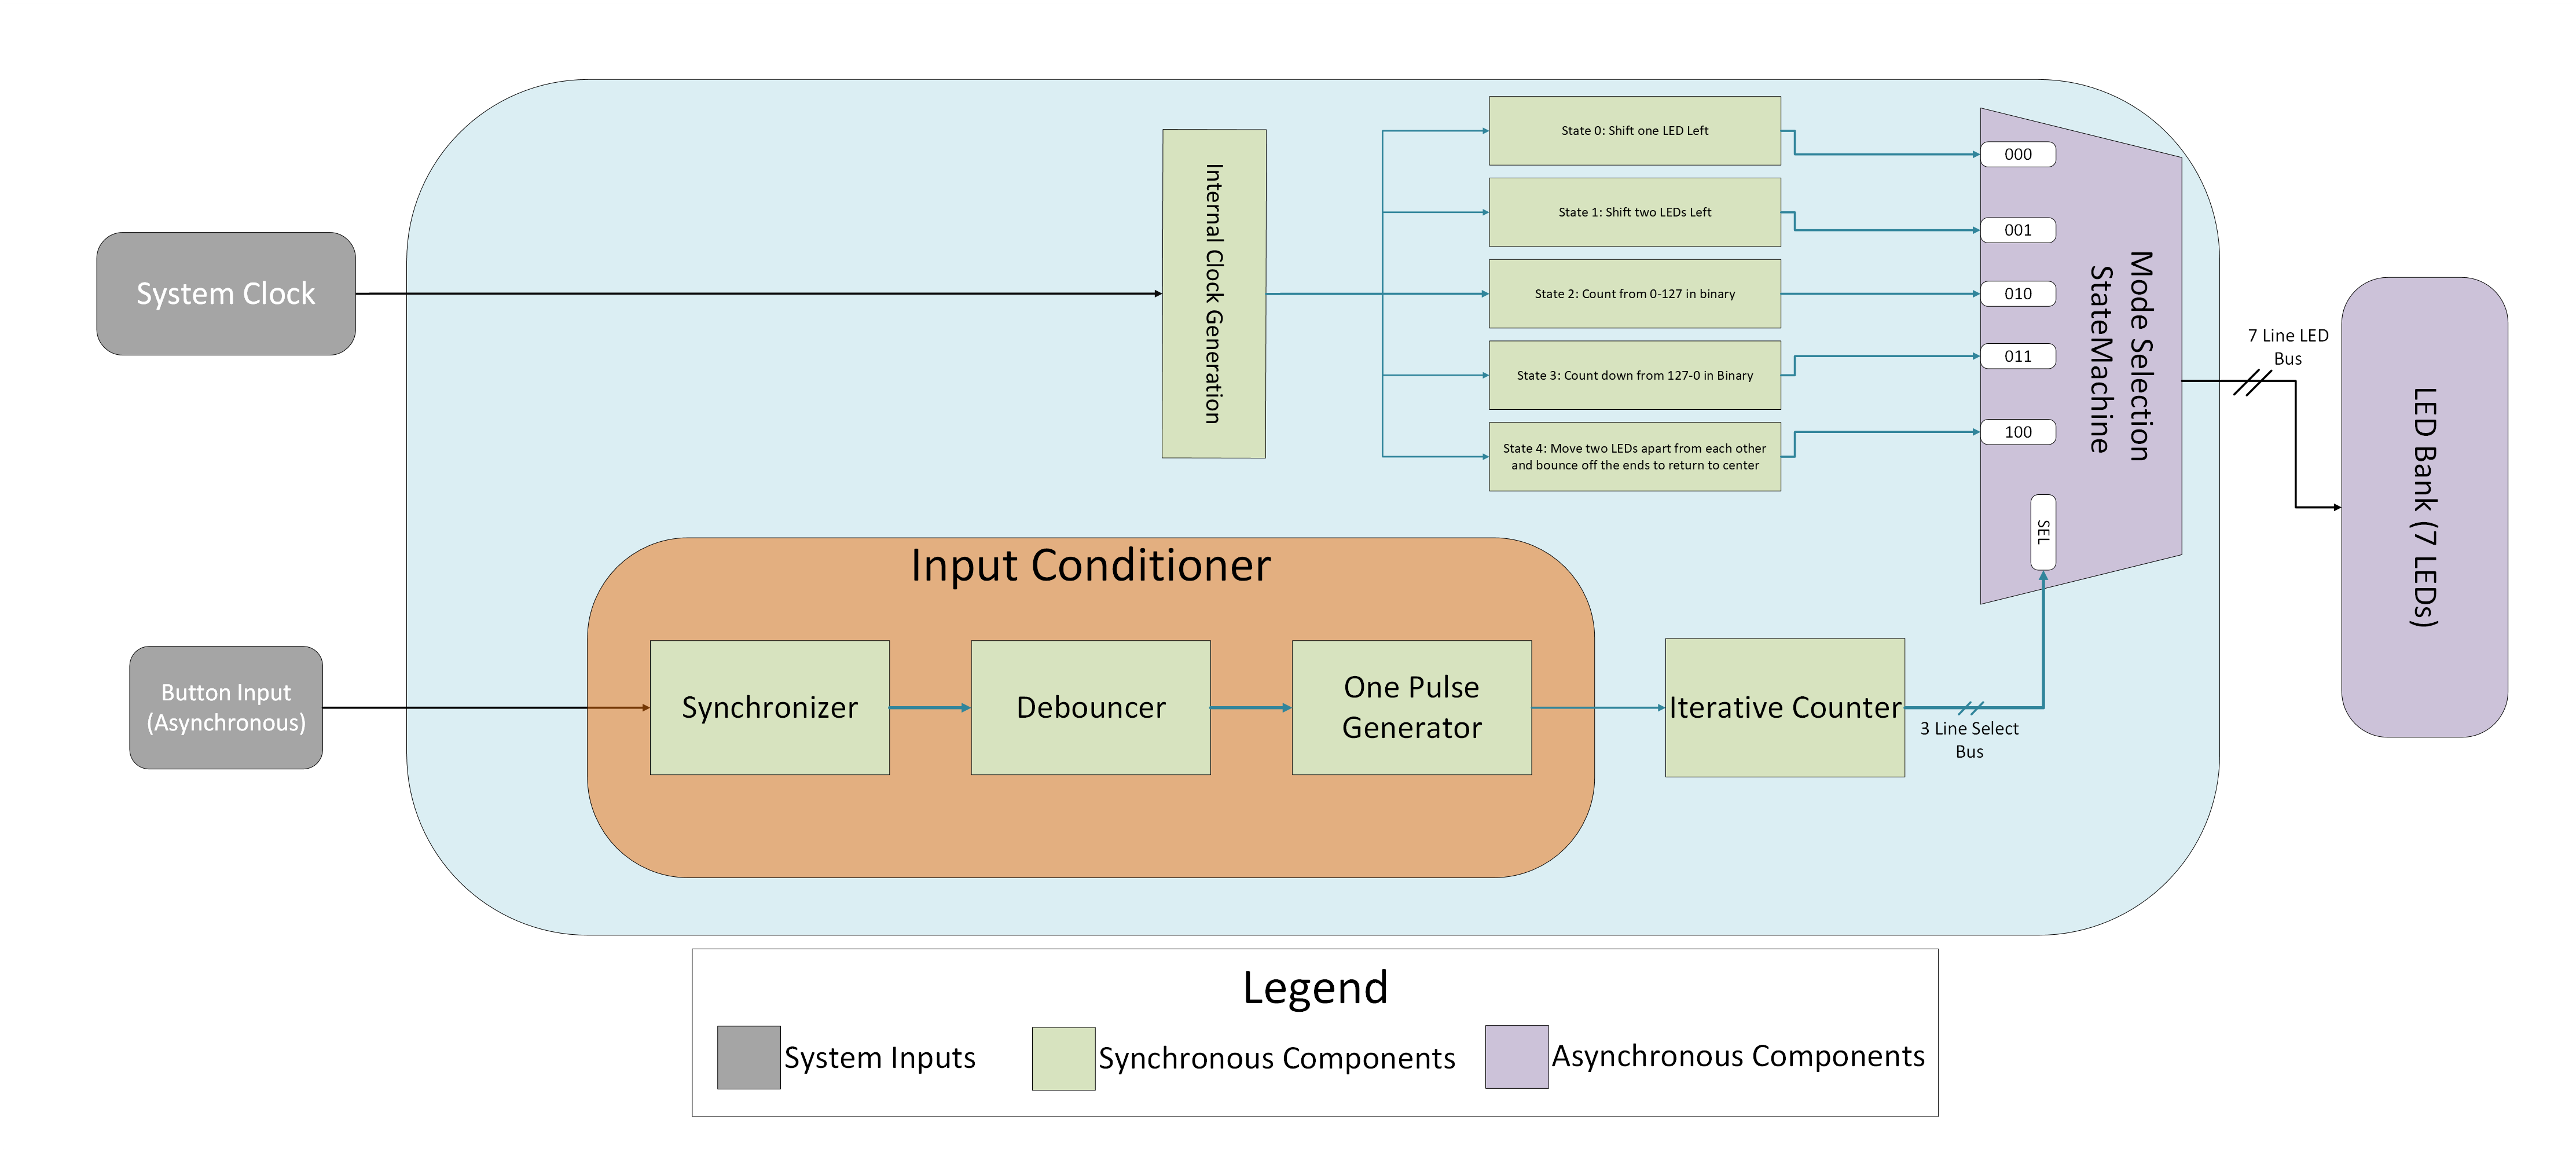 System Clock
Internal Clock Generation
State 0: Shift one LED Left
State 1: Shift two LEDs Left
State 2: Count from 0-127 in binary
State 3: Count down from 127-0 in Binary
State 4: Move two LEDs apart from each other
and bounce off the ends to return to center
000
001
010
011
100
SEL
Mode Selection
StateMachine
7 Line LED
Bus
LED Bank (7 LEDs)
Input Conditioner
Button Input
(Asynchronous)
Synchronizer
Debouncer
One Pulse
Generator
Iterative Counter
3 Line Select
Bus
Legend
System Inputs
Synchronous Components
Asynchronous Components